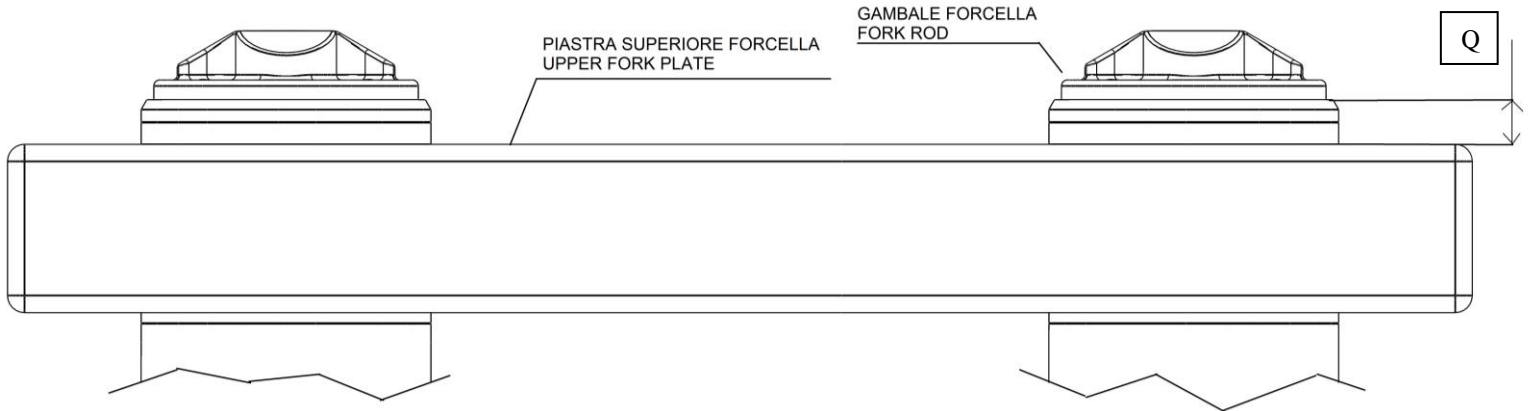 PIASTRA SUPERIORE FORCELLA
UPPER FORK PLATE
GAMBALE FORCELLA
FORK ROD
Q